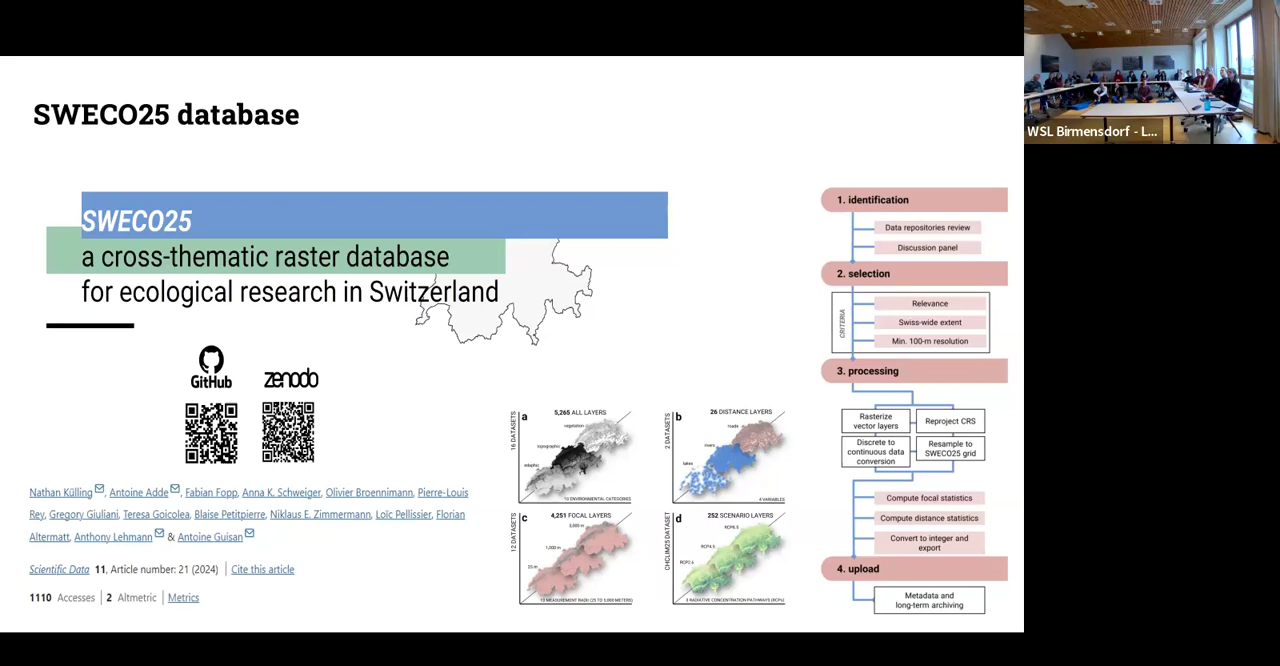 SWECO25 database
SWECO25
a cross-thematic raster database
for ecological research in Switzerland
GitHub
zenodo
Nathan Külling, Antoine Adde, Fabian Fopp, Anna K. Schweiger, Olivier Broennimann, Pierre-Louis
Rey, Gregory Giuliani, Teresa Goicolea, Blaise Petitpierre, Niklaus E. Zimmermann, Loïc Pellissier, Florian
Altermatt, Anthony Lehmann & Antoine Guisan
Scientific Data 11, Article number: 21 (2024) | Cite this article
1110 Accesses | 2 Altmetric | Metrics
a
5,265 ALL LAYERS
16 DATASETS
vegetation
topographic
edaphic
10 ENVIRONMENTAL CATEGORIES
b
26 DISTANCE LAYERS
2 DATASETS
roads
rivers
lakes
4 VARIABLES
c
4,251 FOCAL LAYERS
12 DATASETS
5,000 m
1,000 m
25 m
13 MEASUREMENT RADII (25 TO 5,000 METERS)
d
252 SCENARIO LAYERS
CHCLIM25 DATASET
RCP8.5
RCP4.5
RCP2.6
3 RADIATIVE CONCENTRATION PATHWAYS (RCPs)
1. identification
Data repositories review
Discussion panel
2. selection
CRITERIA
Relevance
Swiss-wide extent
Min. 100-m resolution
3. processing
Rasterize
vector layers
Reproject CRS
Discrete to
continuous data
conversion
Resample to
SWECO25 grid
Compute focal statistics
Compute distance statistics
Convert to integer and
export
4. upload
Metadata and
long-term archiving
WSL Birmensdorf - L...